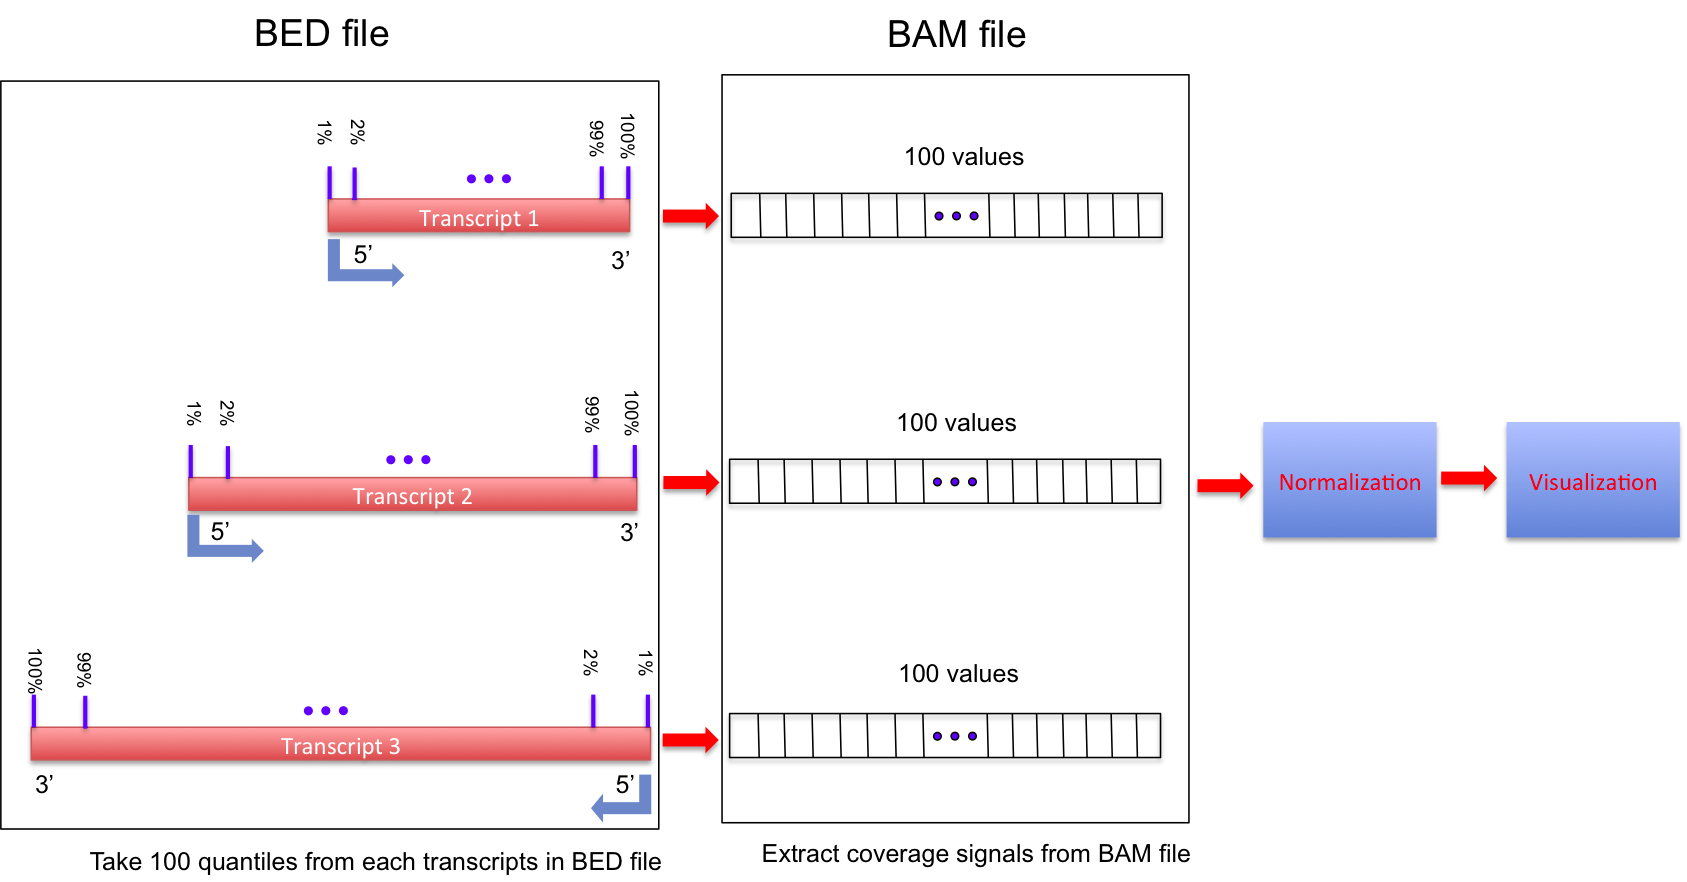 BED file
BAM file
1%
2%
99%
100%
Transcript 1
5’
3’
100 values
1%
2%
99%
100%
Transcript 2
5’
3’
100 values
Normalization
Visualization
100%
99%
2%
1%
Transcript 3
3’
5’
100 values
Take 100 quantiles from each transcripts in BED file
Extract coverage signals from BAM file